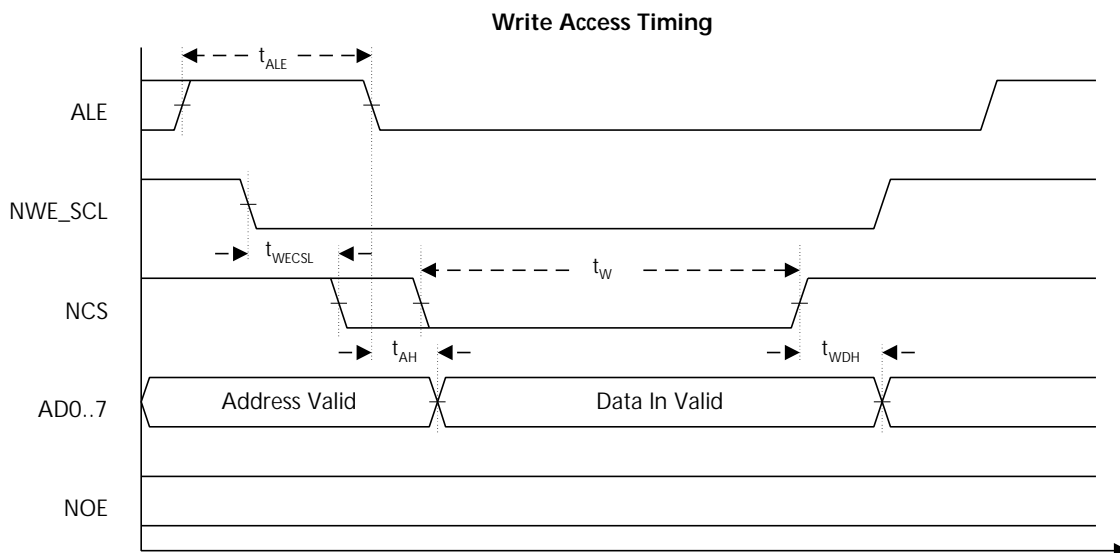 Write Access Timing
tALE
ALE
NWE_SCL
tWECSL
tW
NCS
tAH
tWDH
AD0..7
Address Valid
Data In Valid
NOE